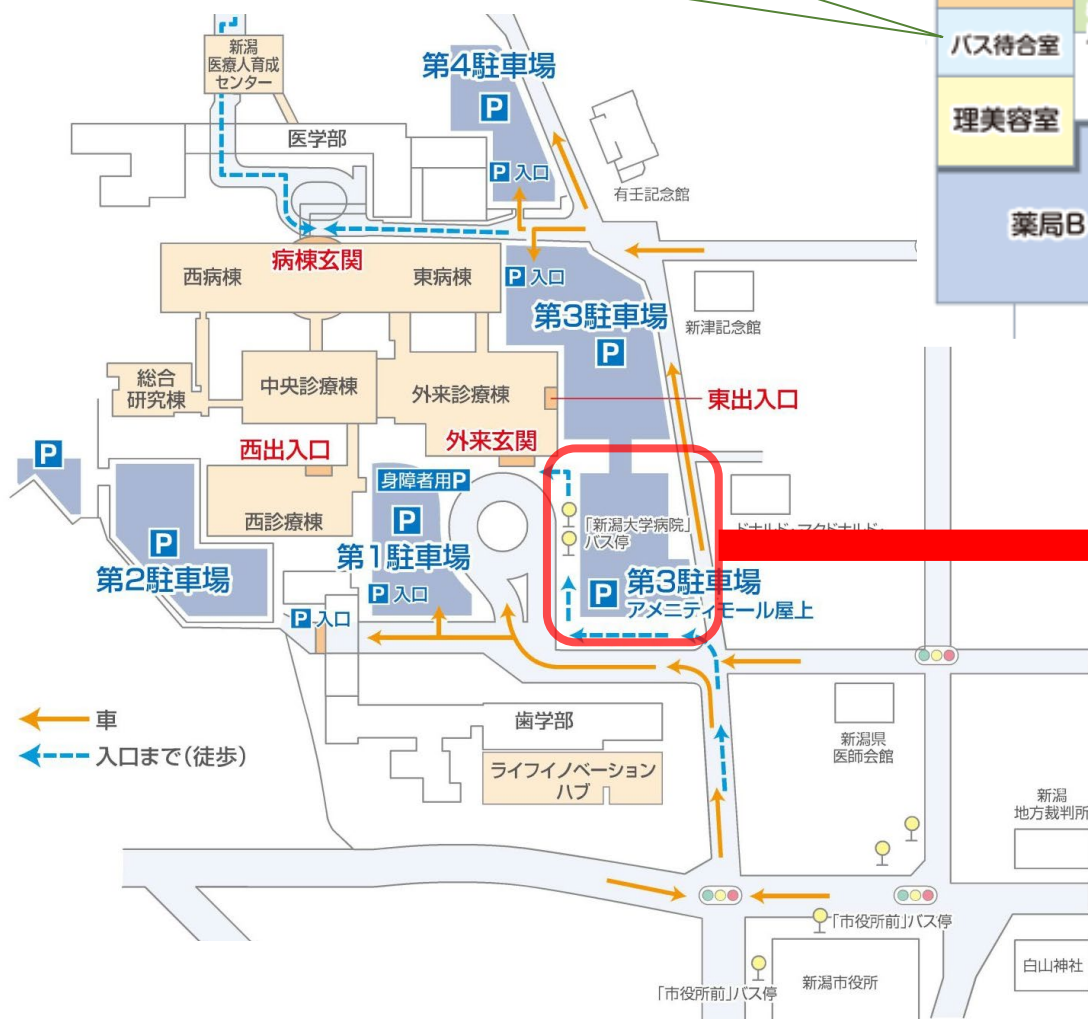 バス待合室
理美容室
薬局B
新潟
医療人育成
センター
第4駐車場
P
医学部
P 入口
有壬記念館
病棟玄関
西病棟
東病棟
P 入口
第3駐車場
P
新津記念館
総合
研究棟
中央診療棟
外来診療棟
東出入口
西出入口
外来玄関
P
身障者用P
西診療棟
P
P
「新潟大学病院」
バス停
ドナルド・マクドナルド・
第2駐車場
第1駐車場
P 入口
P
第3駐車場
アメニティモール屋上
P 入口
車
入口まで(徒歩)
歯学部
新潟県
医師会館
ライフイノベーション
ハブ
新潟
地方裁判所
「市役所前」バス停
白山神社
新潟市役所
「市役所前」バス停